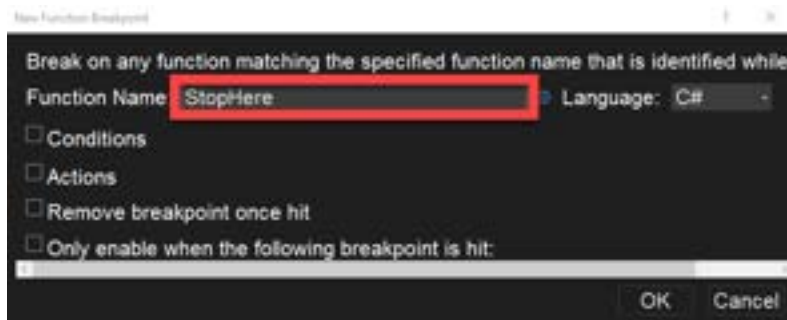 New Function Breakpoint
Break on any function matching the specified function name that is identified while
Function Name: StopHere Language: C#
Conditions
Actions
Remove breakpoint once hit
Only enable when the following breakpoint is hit:
OK Cancel